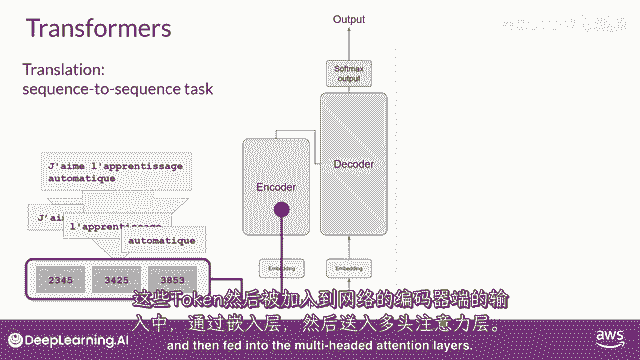 Transformers
Translation:
sequence-to-sequence task
Output
Softmax
output
Decoder
Encoder
Embedding
Embedding
J'aime l'apprentissage
automatique
J'aim
l'apprentissage
automatique
2345
3425
3853
这些Token然后被加入到网络的编码器端的输
入中，通过嵌入层，然后送入多头注意力层。
and then fed into the multi-headed attention layers.
DeepLearning.AI
aws